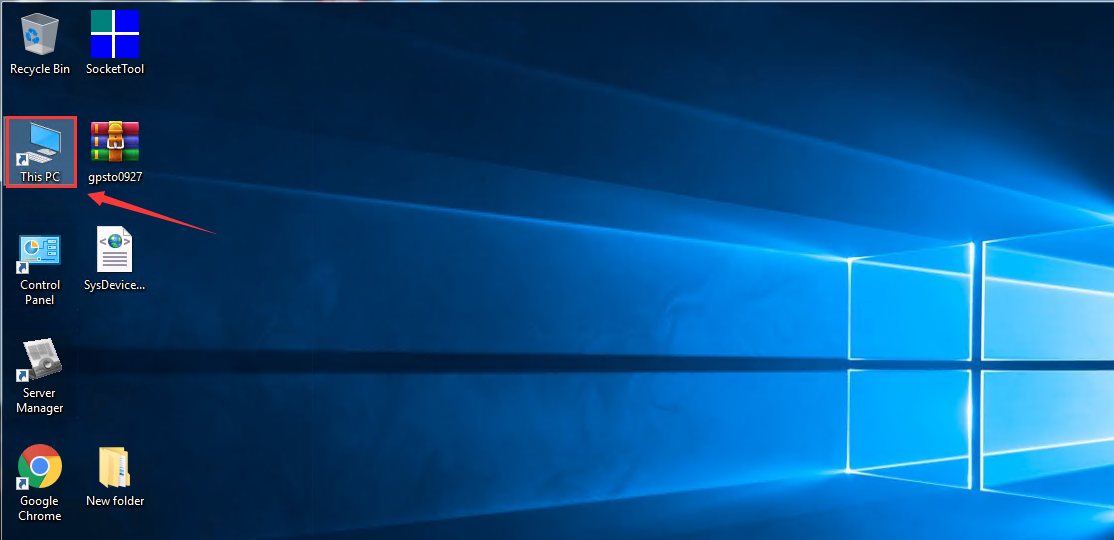 Recycle Bin
SocketTool
This PC
gpsto0927
Control
Panel
SysDevice...
Server
Manager
Google
Chrome
New folder